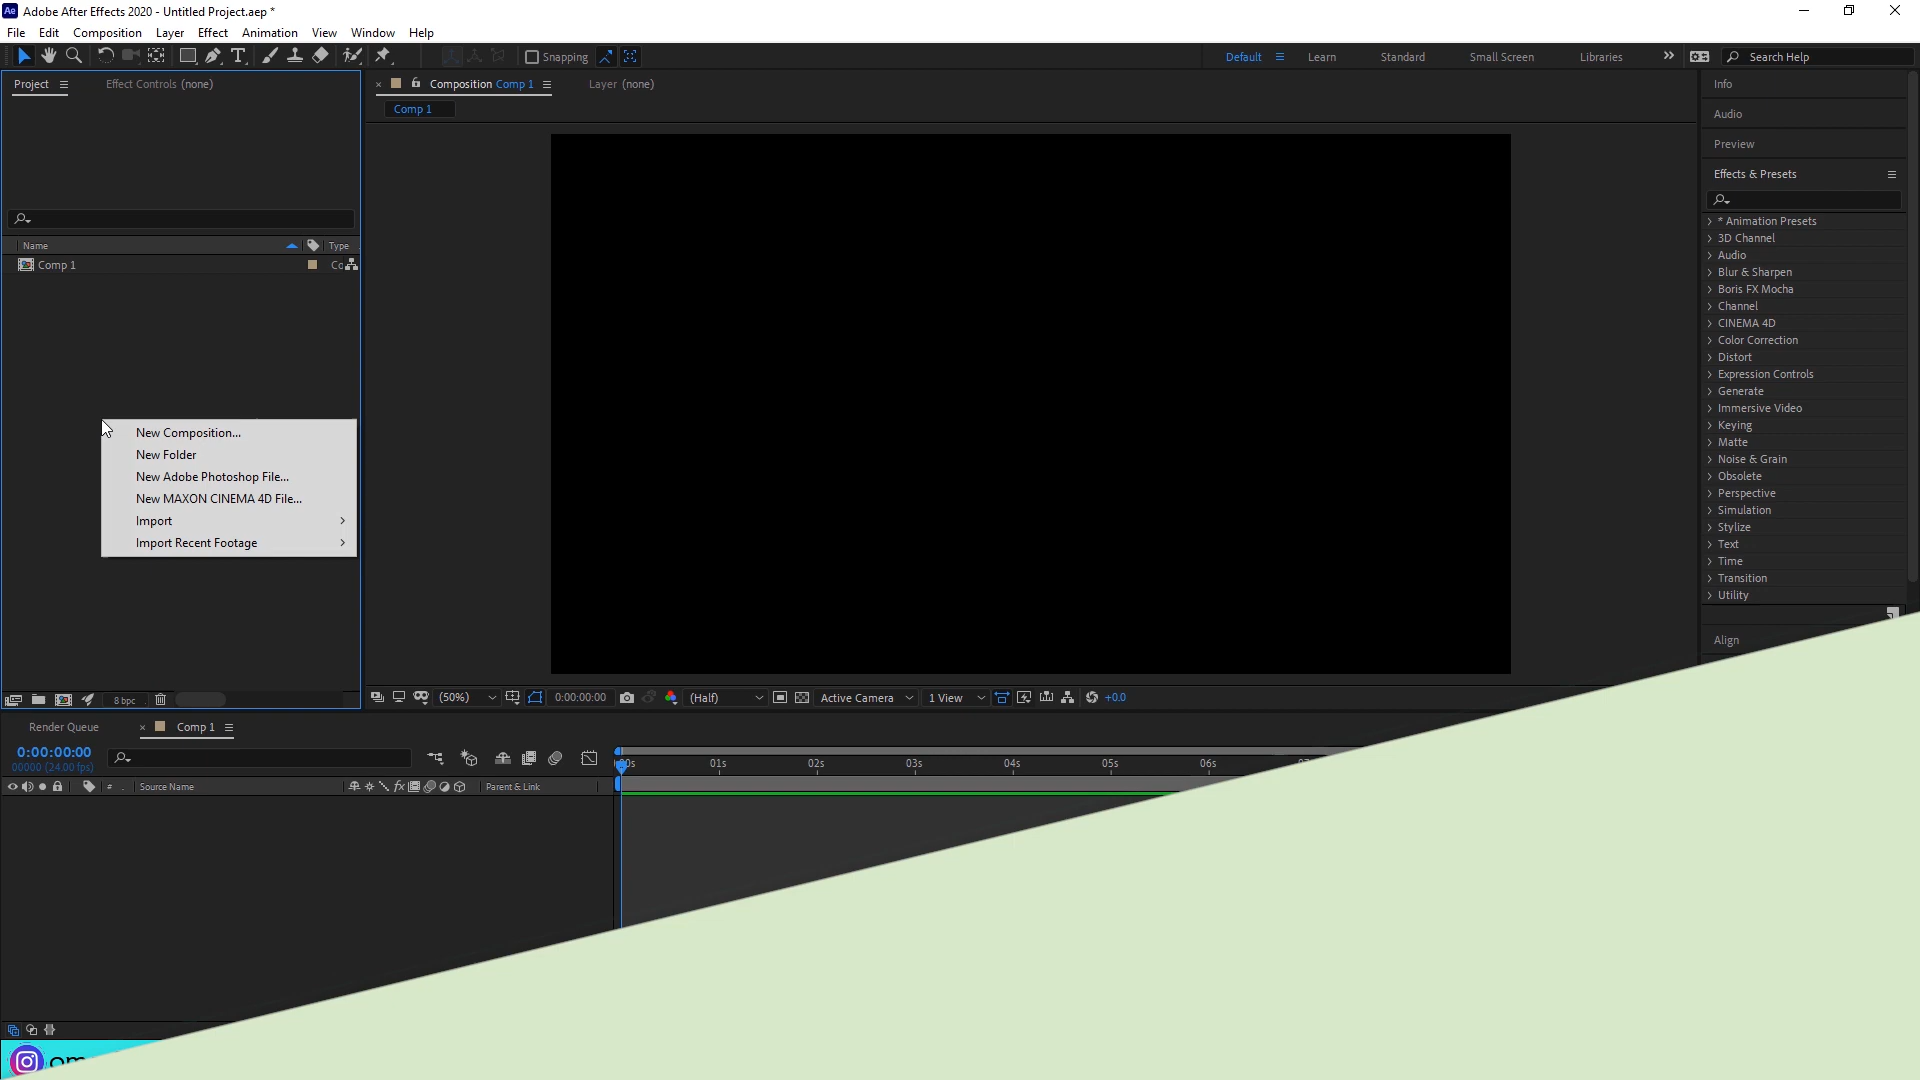 Ae Adobe After Effects 2020 - Untitled Project.aep *
File Edit Composition Layer Effect Animation View Window Help
Snapping
Default Learn Standard Small Screen Libraries » Search Help
Project Effect Controls (none)
× Composition Comp 1 Layer (none)
Comp 1
Name Type
Comp 1
New Composition...
New Folder
New Adobe Photoshop File...
New MAXON CINEMA 4D File...
Import >
Import Recent Footage >
8 bpc
(50%) 0:00:00:00 (Half) Active Camera 1 View +0.0
Info
Audio
Preview
Effects & Presets
> * Animation Presets
> 3D Channel
> Audio
> Blur & Sharpen
> Boris FX Mocha
> Channel
> CINEMA 4D
> Color Correction
> Distort
> Expression Controls
> Generate
> Immersive Video
> Keying
> Matte
> Noise & Grain
> Obsolete
> Perspective
> Simulation
> Stylize
> Text
> Time
> Transition
> Utility
Align
Render Queue × Comp 1
0:00:00:00
00000 (24.00 fps)
01s 02s 03s 04s 05s 06s
# Source Name fx Parent & Link